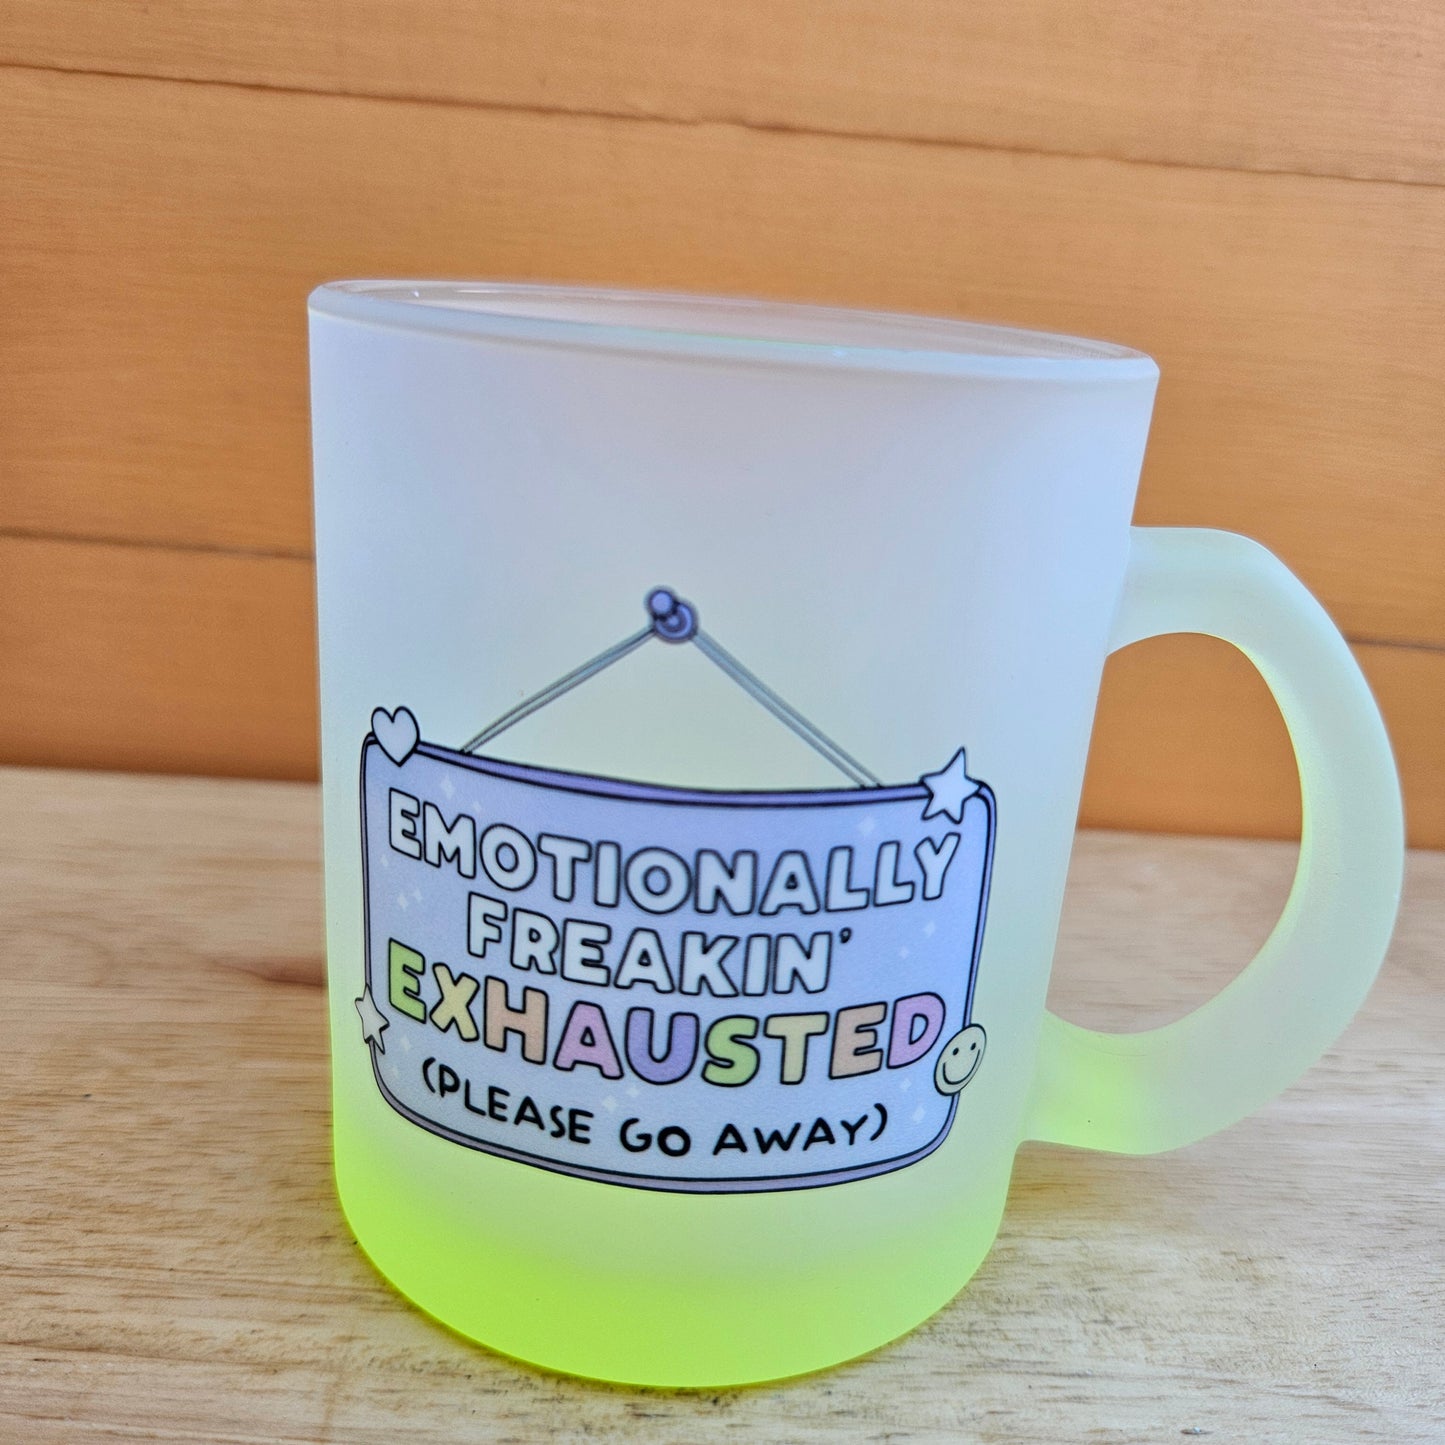 EMOTIONALLY
FREAKIN'
EXHAUSTED
(PLEASE GO AWAY)